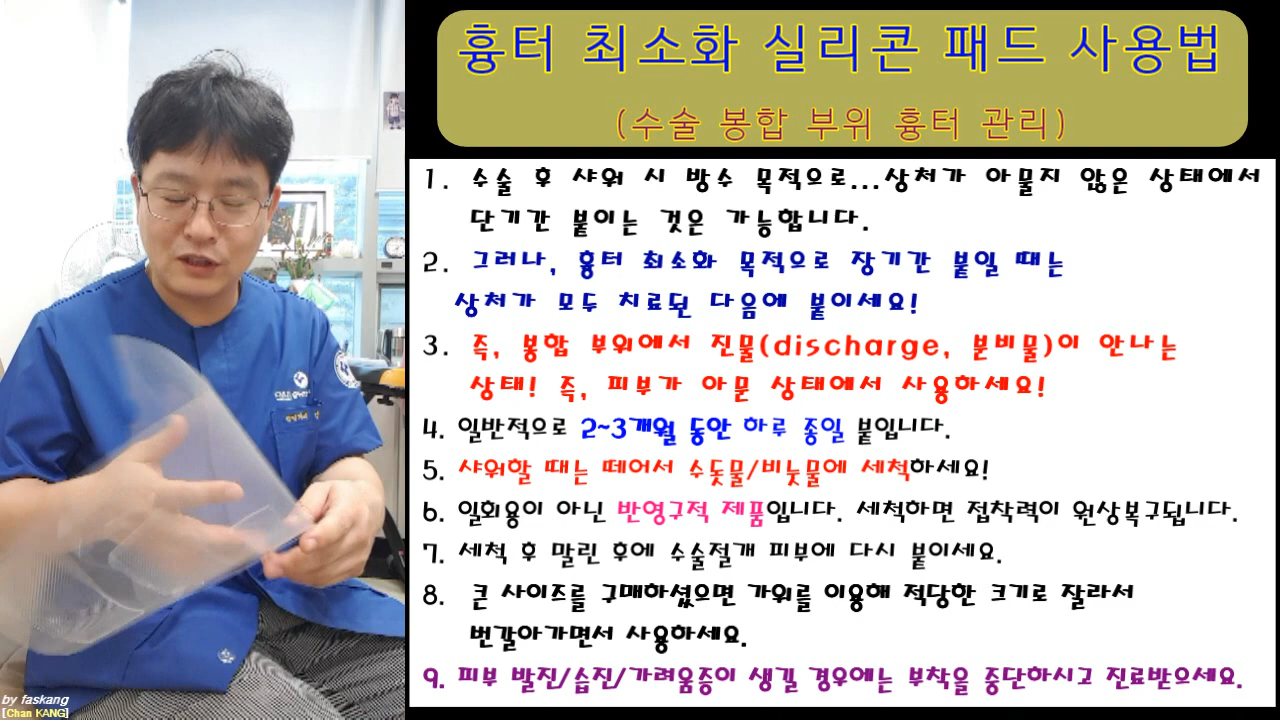 흉터 최소화 실리콘 패드 사용법
(수술 봉합 부위 흉터 관리)
1. 수술 후 샤워 시 방수 목적으로...상처가 아물지 않은 상태에서
단기간 붙이는 것은 가능합니다.
2. 그러나, 흉터 최소화 목적으로 장기간 붙일 때는
상처가 모두 치료된 다음에 붙이세요!
3. 즉, 봉합 부위에서 진물(discharge, 분비물)이 안나는
상태! 즉, 피부가 아문 상태에서 사용하세요!
4. 일반적으로 2~3개월 동안 하루 종일 붙입니다.
5. 샤워할 때는 떼어서 수돗물/비눗물에 세척하세요!
6. 일회용이 아닌 반영구적 제품입니다. 세척하면 접착력이 원상복구됩니다.
7. 세척 후 말린 후에 수술절개 피부에 다시 붙이세요.
8. 큰 사이즈를 구매하셨으면 가위를 이용해 적당한 크기로 잘라서
번갈아가면서 사용하세요.
9. 피부 발진/습진/가려움증이 생길 경우에는 부착을 중단하시고 진료받으세요.
by faskang
[Chan KANG]